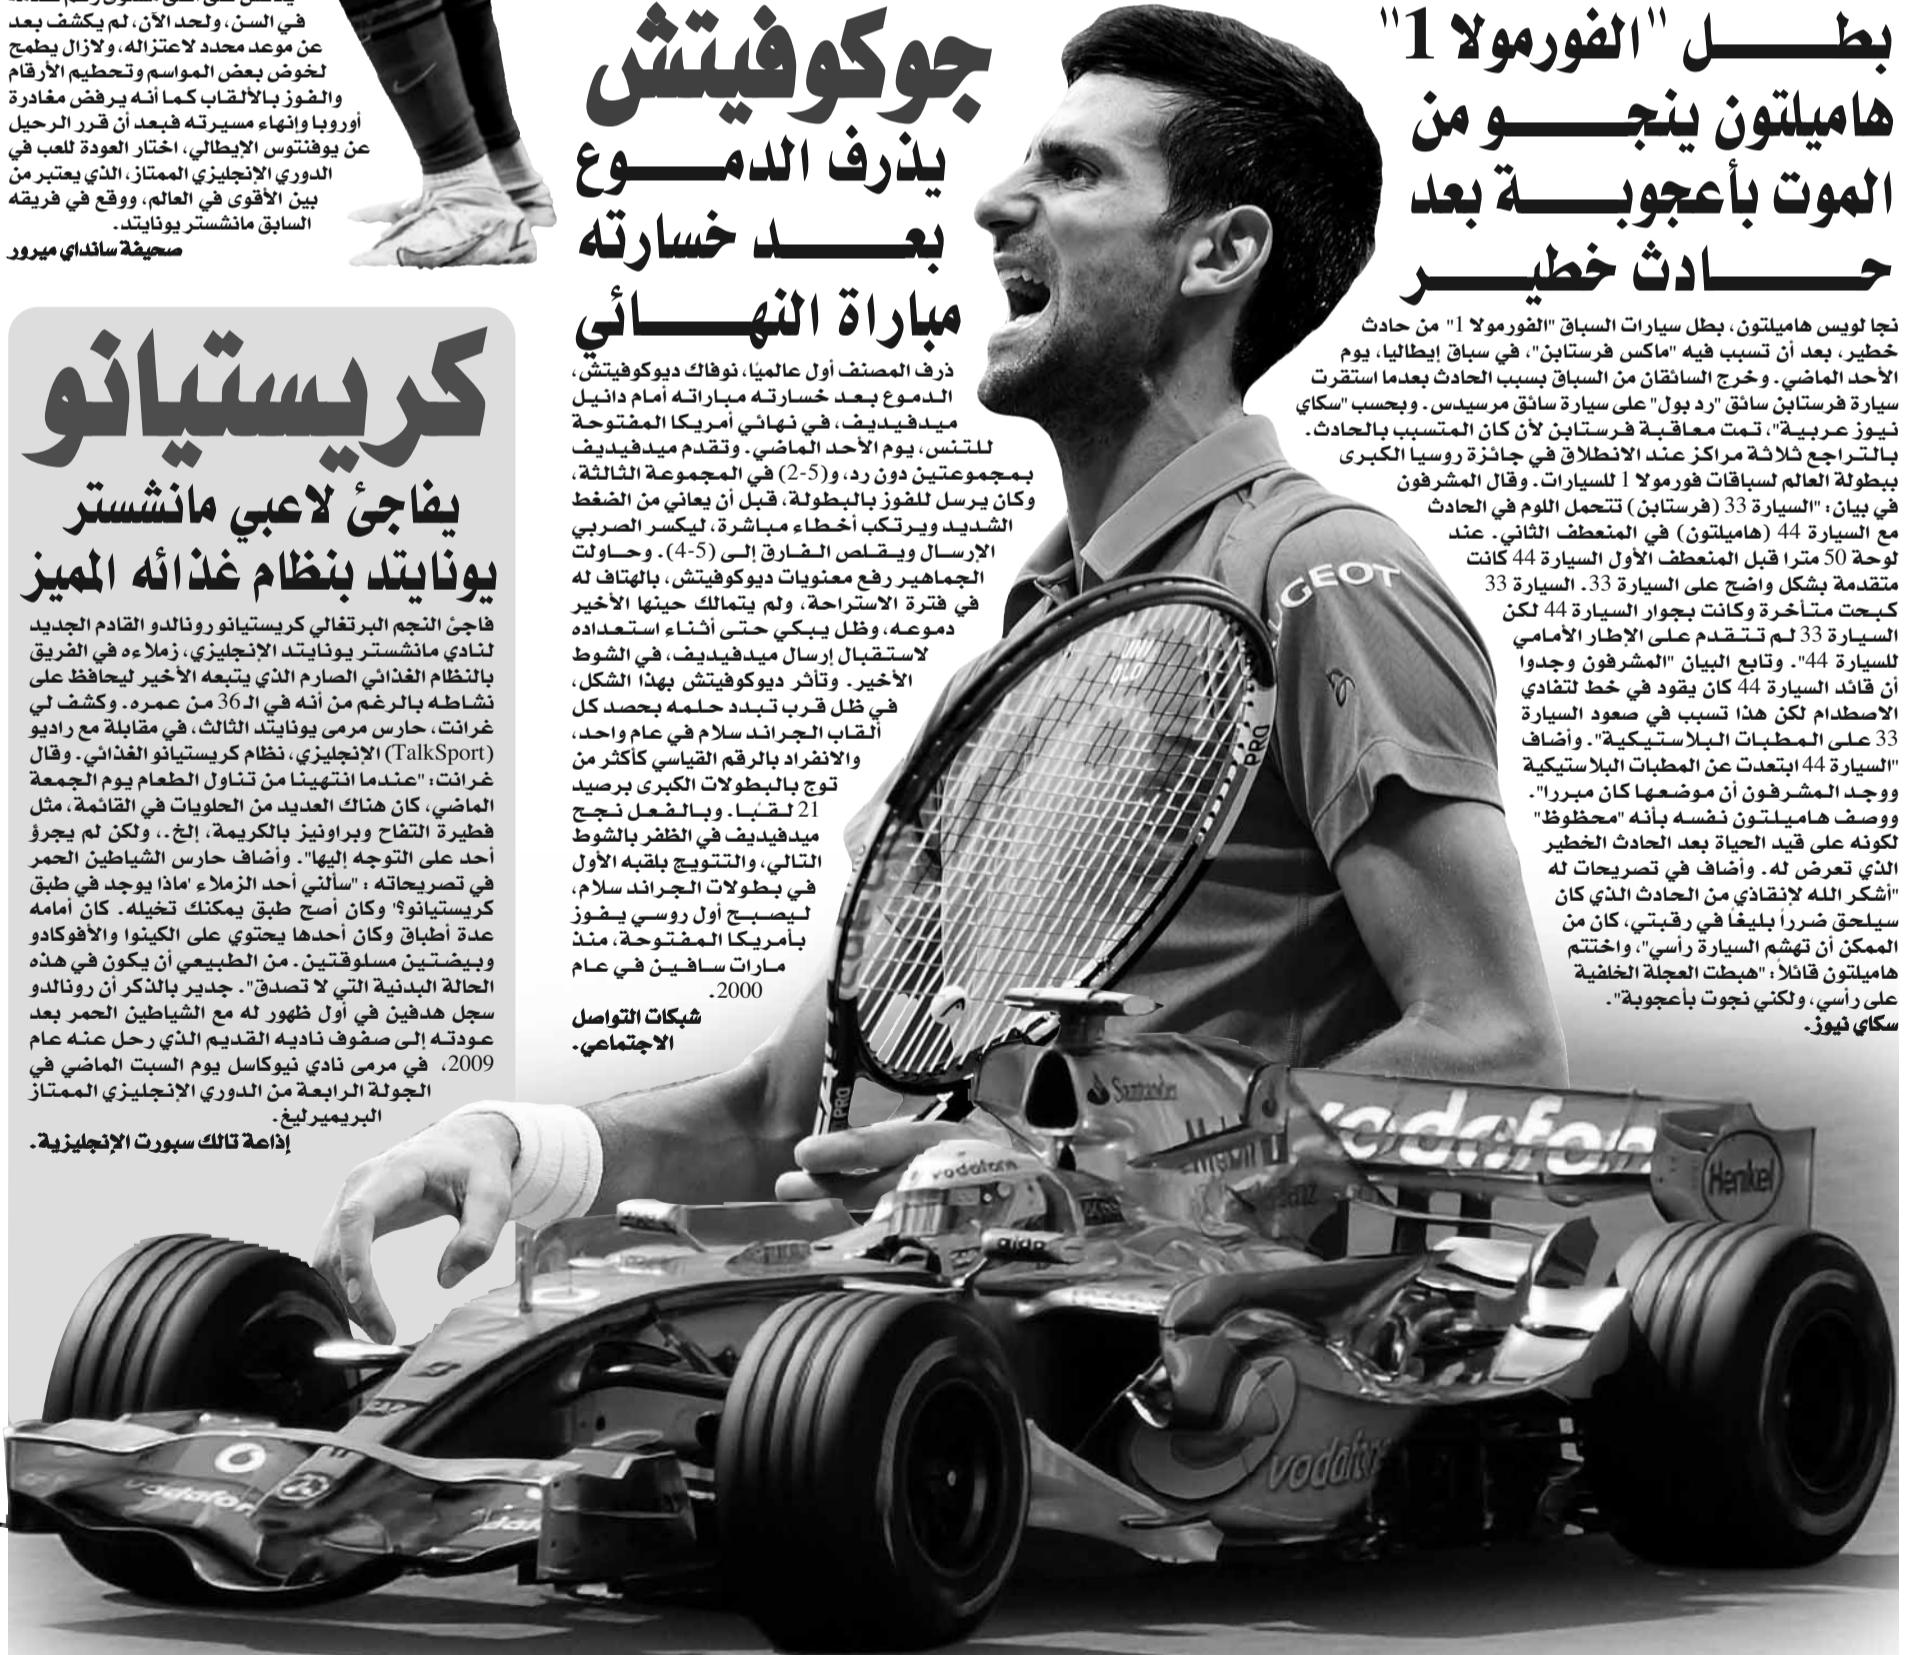 بطل "الفورمولا 1"
هاميلتون ينجو من
الموت بأعجوبة بعد
حادث خطير
نجا لويس هاميلتون، بطل سيارات السباق "الفورمولا 1" من حادث
خطير، بعد أن تسبب فيه "ماكس فرستابن"، في سباق إيطاليا، يوم
الأحد الماضي. وخرج السائقان من السباق بسبب الحادث بعدما استقرت
سيارة فرستابن سائق "رد بول" على سيارة سائق مرسيدس. وبحسب "سكاي
نيوز عربية"، تمت معاقبة فرستابن لأن كان المتسبب بالحادث.
بالتراجع ثلاثة مراكز عند الانطلاق في جائزة روسيا الكبرى
ببطولة العالم لسباقات فورمولا 1 للسيارات. وقال المشرفون
في بيان: "السيارة 33 (فرستابن) تتحمل اللوم في الحادث
مع السيارة 44 (هاميلتون) في المنعطف الثاني. عند
لوحة 50 مترا قبل المنعطف الأول السيارة 44 كانت
متقدمة بشكل واضح على السيارة 33. السيارة 33
كبحت متأخرة وكانت بجوار السيارة 44 لكن
السيارة 33 لم تتقدم على الإطار الأمامي
للسيارة 44". وتابع البيان "المشرفون وجدوا
أن قائد السيارة 44 كان يقود في خط لتفادي
الاصطدام لكن هذا تسبب في صعود السيارة
33 على المطبات البلاستيكية". وأضاف
"السيارة 44 ابتعدت عن المطبات البلاستيكية
ووجد المشرفون أن موضعها كان مبررا".
ووصف هاميلتون نفسه بأنه "محظوظ"
لكونه على قيد الحياة بعد الحادث الخطير
الذي تعرض له. وأضاف في تصريحات له
"أشكر الله لإنقاذي من الحادث الذي كان
سيلحق ضرراً بليغاً في رقبتي، كان من
الممكن أن تهشم السيارة رأسي"، واختتم
هاميلتون قائلاً: "هبطت العجلة الخلفية
على رأسي، ولكني نجوت بأعجوبة".
سكاي نيوز.
جوكوفيتش
يذرف الدموع
بعد خسارته
مباراة النهائي
ذرف المصنف أول عالميًا، نوفاك ديوكوفيتش،
الدموع بعد خسارته مباراته أمام دانيل
ميدفيديف، في نهائي أمريكا المفتوحة
للتنس، يوم الأحد الماضي. وتقدم ميدفيديف
بمجموعتين دون رد، و(5-2) في المجموعة الثالثة،
وكان يرسل للفوز بالبطولة، قبل أن يعاني من الضغط
الشديد ويرتكب أخطاء مباشرة، ليكسر الصربي
الإرسال ويقلص الفارق إلى (5-4). وحاولت
الجماهير رفع معنويات ديوكوفيتش، بالهتاف له
في فترة الاستراحة، ولم يتمالك حينها الأخير
دموعه، وظل يبكي حتى أثناء استعداده
لاستقبال إرسال ميدفيديف، في الشوط
الأخير. وتأثر ديوكوفيتش بهذا الشكل،
في ظل قرب تبدد حلمه بحصد كل
ألقاب الجراند سلام في عام واحد،
والانفراد بالرقم القياسي كأكثر من
توج بالبطولات الكبرى برصيد
21 لقبًا. وبالفعل نجح
ميدفيديف في الظفر بالشوط
التالي، والتتويج بلقبه الأول
في بطولات الجراند سلام،
ليصبح أول روسي يفوز
بأمريكا المفتوحة، منذ
مارات سافين في عام
2000.
شبكات التواصل
الاجتماعي.
في السن، ولحد الآن، لم يكشف بعد
عن موعد محدد لاعتزاله، ولازال يطمح
لخوض بعض المواسم وتحطيم الأرقام
والفوز بالألقاب كما أنه يرفض مغادرة
أوروبا وإنهاء مسيرته فبعد أن قرر الرحيل
عن يوفنتوس الإيطالي، اختار العودة للعب في
الدوري الإنجليزي الممتاز، الذي يعتبر من
بين الأقوى في العالم، ووقع في فريقه
السابق مانشستر يونايتد.
صحيفة سانداي ميرور
كريستيانو
يفاجئ لاعبي مانشستر
يونايتد بنظام غذائه المميز
فاجئ النجم البرتغالي كريستيانو رونالدو القادم الجديد
لنادي مانشستر يونايتد الإنجليزي، زملاءه في الفريق
بالنظام الغذائي الصارم الذي يتبعه الأخير ليحافظ على
نشاطه بالرغم من أنه في الـ 36 من عمره. وكشف لي
غرانت، حارس مرمى يونايتد الثالث، في مقابلة مع راديو
(TalkSport) الإنجليزي، نظام كريستيانو الغذائي. وقال
غرانت: "عندما انتهينا من تناول الطعام يوم الجمعة
الماضي، كان هناك العديد من الحلويات في القائمة، مثل
فطيرة التفاح وبراونيز بالكريمة، إلخ.، ولكن لم يجرؤ
أحد على التوجه إليها". وأضاف حارس الشياطين الحمر
في تصريحاته : "سألني أحد الزملاء 'ماذا يوجد في طبق
كريستيانو؟' وكان أصح طبق يمكنك تخيله. كان أمامه
عدة أطباق وكان أحدها يحتوي على الكينوا والأفوكادو
وبيضتين مسلوقتين. من الطبيعي أن يكون في هذه
الحالة البدنية التي لا تصدق". جدير بالذكر أن رونالدو
سجل هدفين في أول ظهور له مع الشياطين الحمر بعد
عودته إلى صفوف ناديه القديم الذي رحل عنه عام
2009، في مرمى نادي نيوكاسل يوم السبت الماضي في
الجولة الرابعة من الدوري الإنجليزي الممتاز
البريميرليغ.
إذاعة تالك سبورت الإنجليزية.
UGEOT
UNI
QLO
PRO
PRO
Santander
vodafone
Henkel
vodafone
aigo
vodafone
vodafon